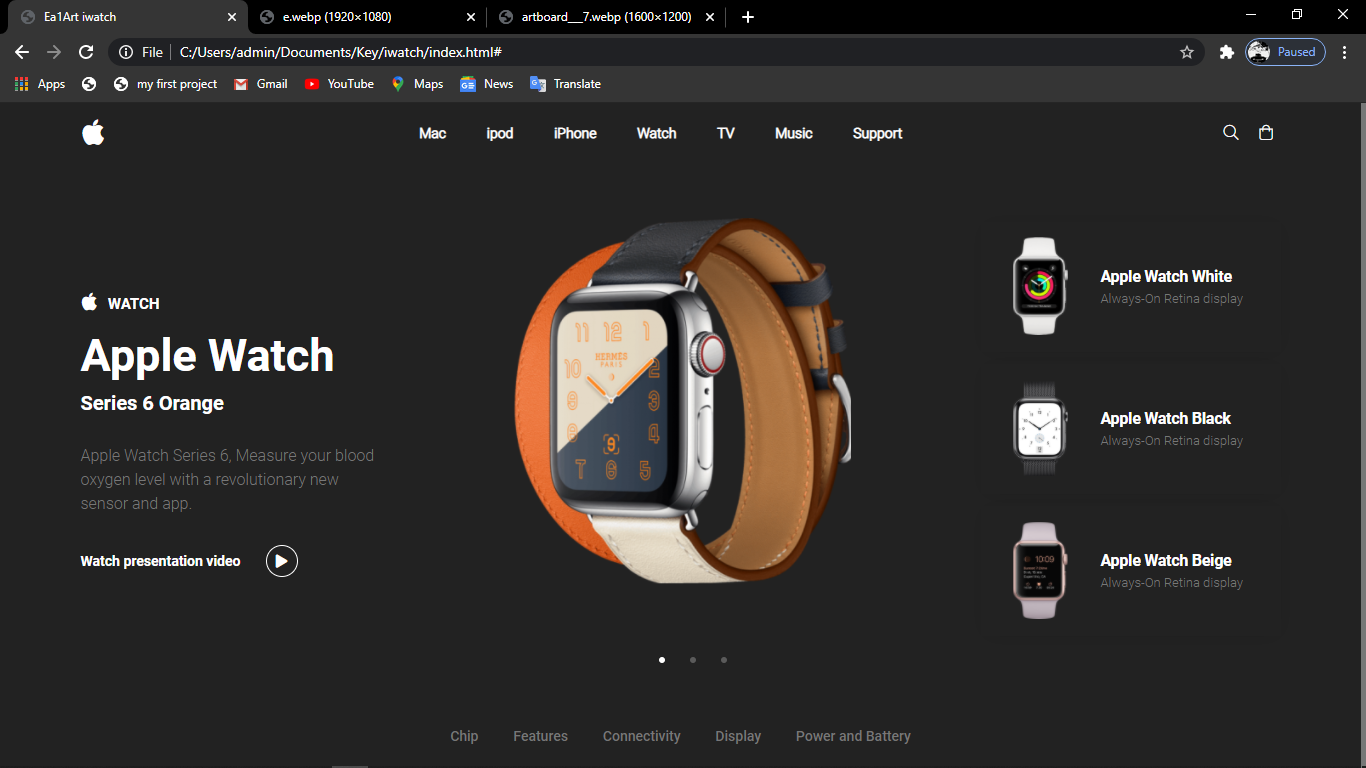 Ea1Art iwatch
e.webp (1920×1080)
artboard___7.webp (1600×1200)
File
C:/Users/admin/Documents/Key/iwatch/index.html#
Paused
Apps
my first project
Gmail
YouTube
Maps
News
Translate
Mac
ipod
iPhone
Watch
TV
Music
Support
WATCH
Apple Watch
Series 6 Orange
Apple Watch Series 6, Measure your blood
oxygen level with a revolutionary new
sensor and app.
Watch presentation video
11 12 1
HERMÈS
PARIS
10 2
9 3
8 4
7 6 5
Apple Watch White
Always-On Retina display
Apple Watch Black
Always-On Retina display
10:09
Apple Watch Beige
Always-On Retina display
Chip
Features
Connectivity
Display
Power and Battery